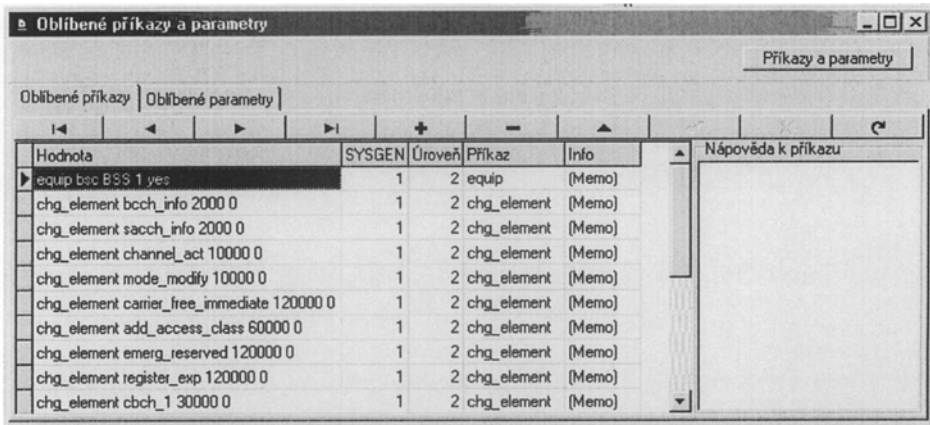 Oblíbené příkazy a parametry
Příkazy a parametry
Oblíbené příkazy Oblíbené parametry
Hodnota SYSGEN Úroveň Příkaz Info Nápověda k příkazu
equip bsc BSS 1 yes 1 2 equip (Memo)
chg_element bcch_info 2000 0 1 2 chg_element (Memo)
chg_element sacch_info 2000 0 1 2 chg_element (Memo)
chg_element channel_act 10000 0 1 2 chg_element (Memo)
chg_element mode_modify 10000 0 1 2 chg_element (Memo)
chg_element carrier_free_immediate 120000 0 1 2 chg_element (Memo)
chg_element add_access_class 60000 0 1 2 chg_element (Memo)
chg_element emerg_reserved 120000 0 1 2 chg_element (Memo)
chg_element register_exp 120000 0 1 2 chg_element (Memo)
chg_element cbch_1 30000 0 1 2 chg_element (Memo)